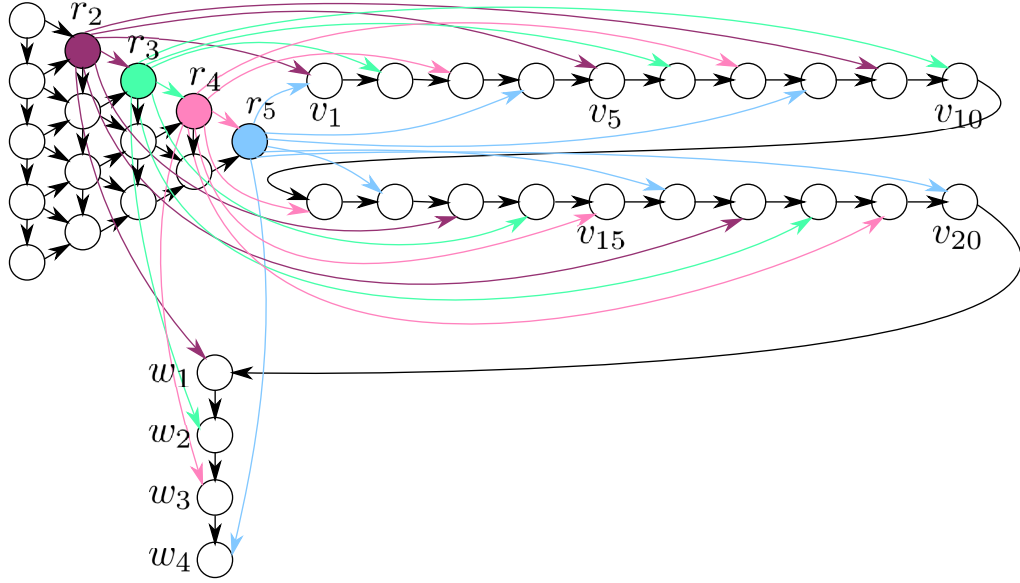 r₂
r₃
r₄
r₅
v₁
v₅
v₁₀
v₁₅
v₂₀
w₁
w₂
w₃
w₄